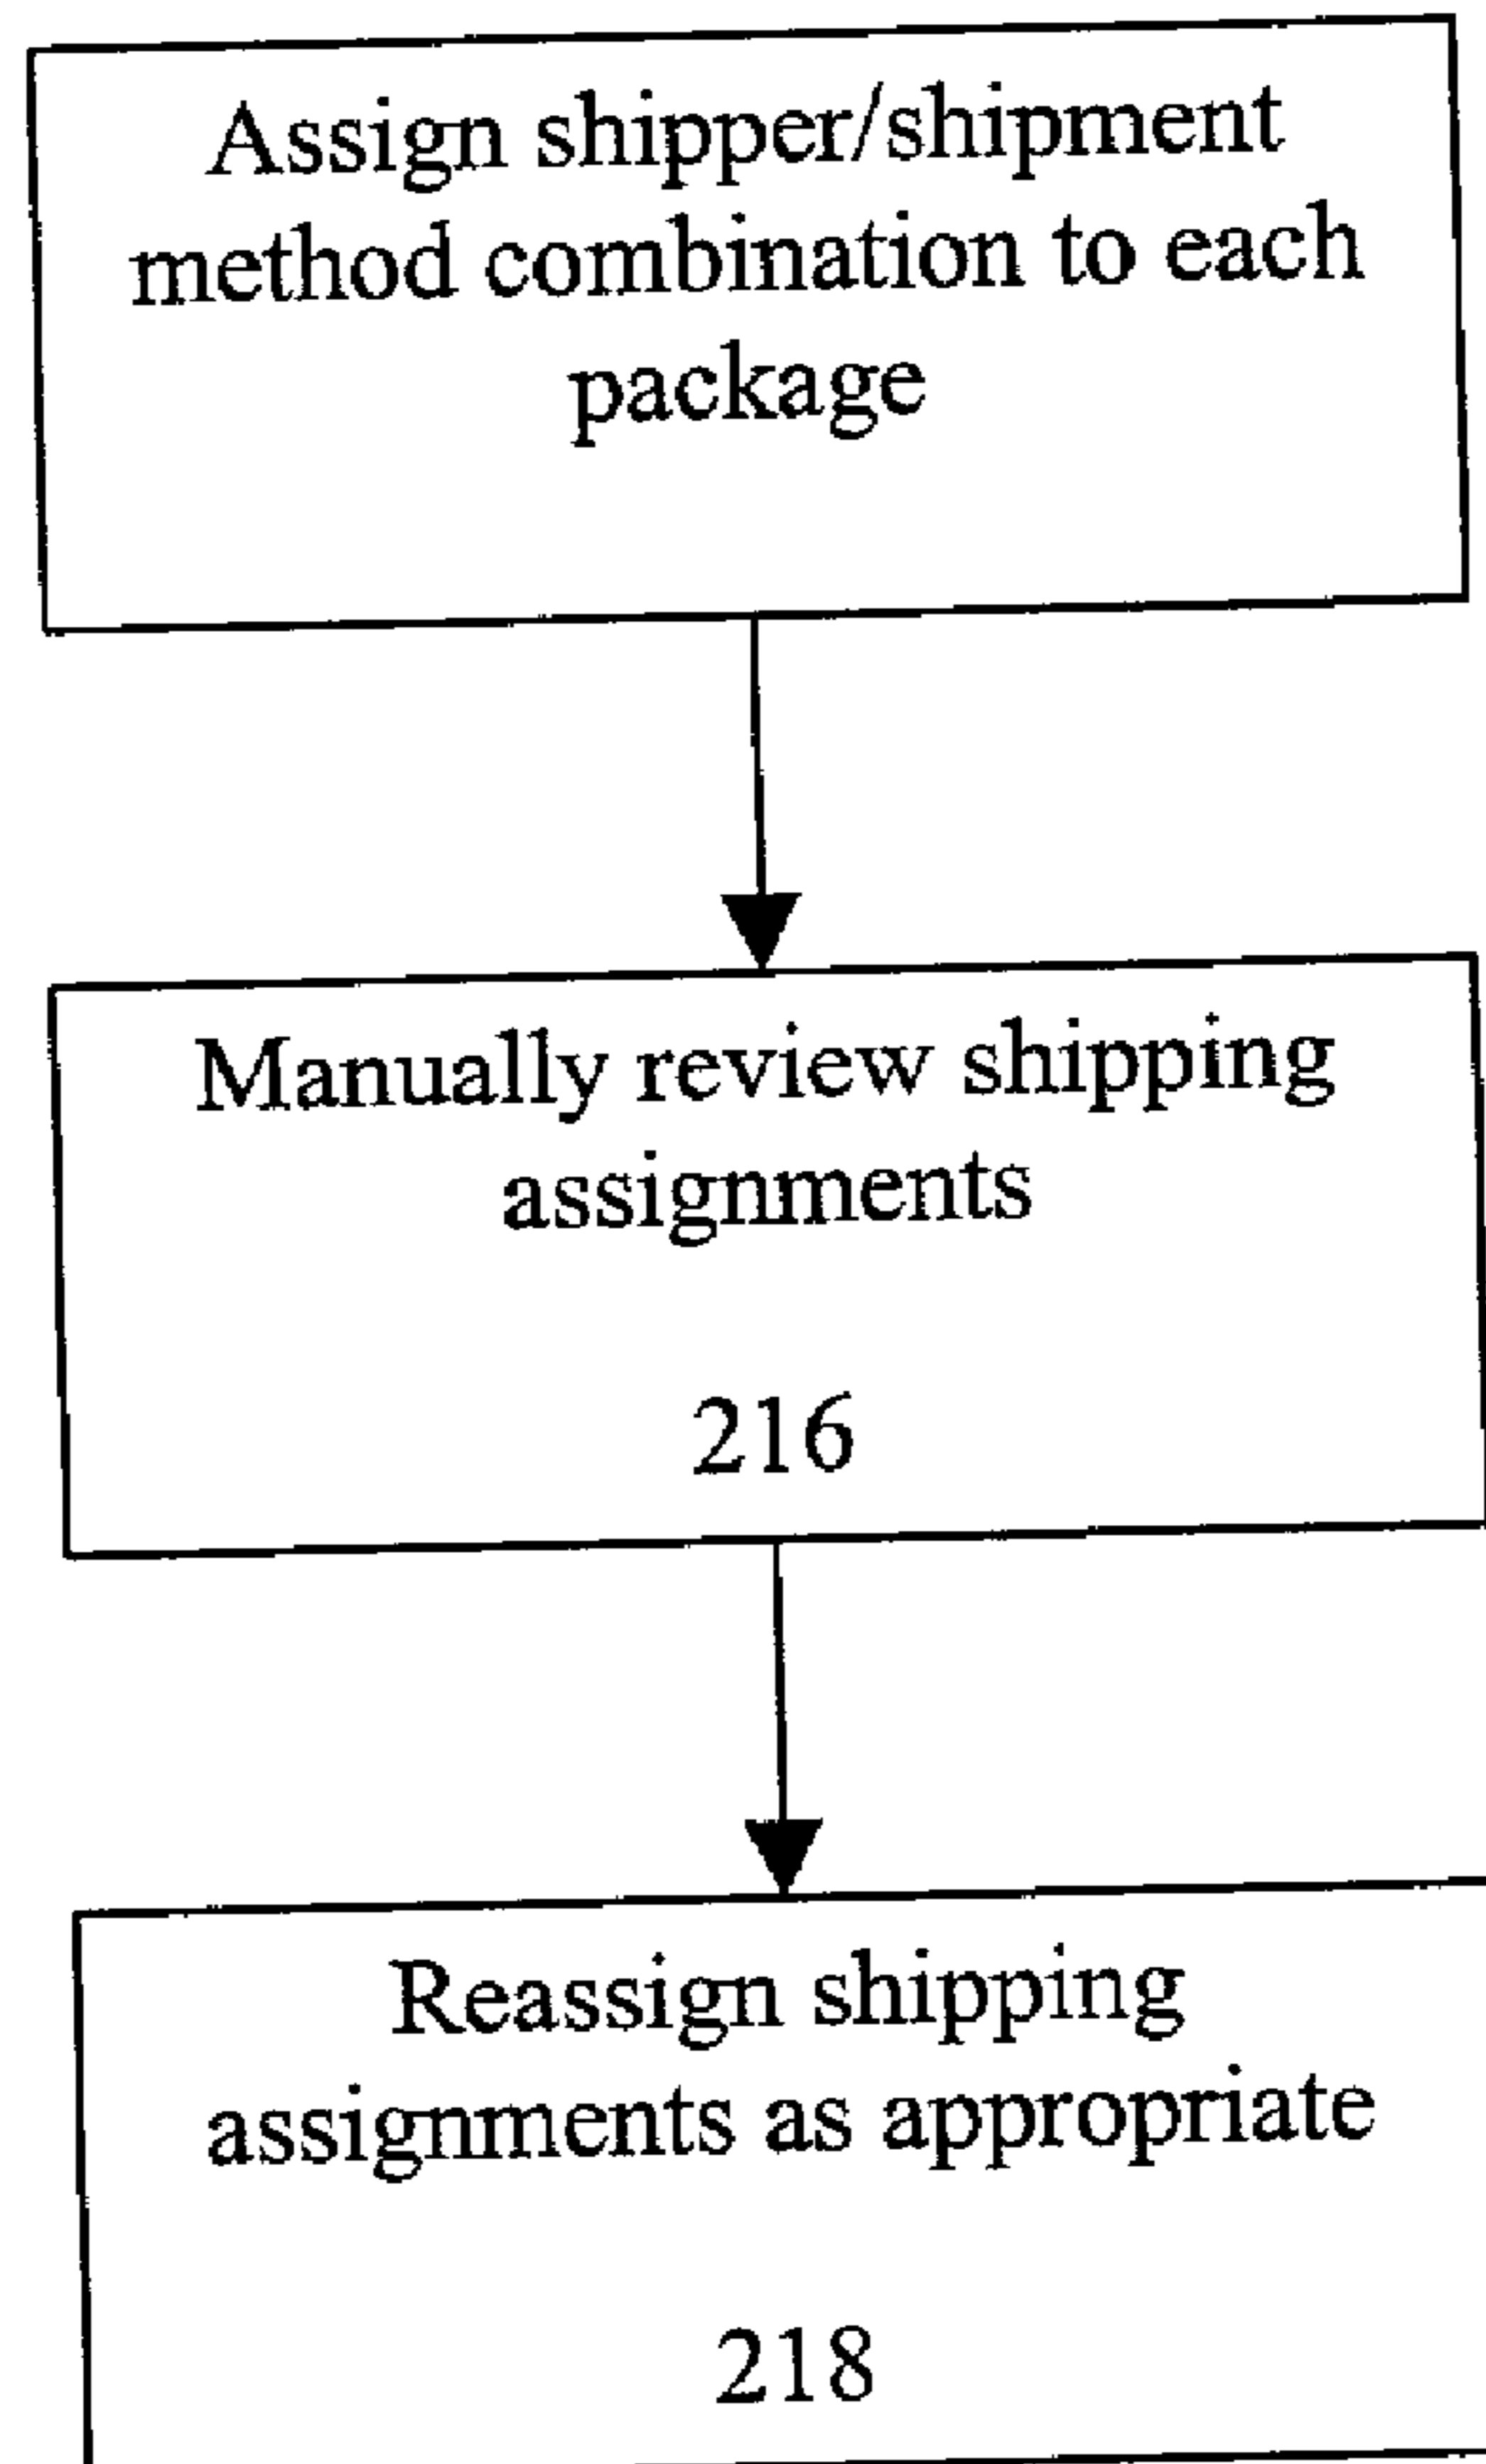 Assign shipper/shipment
method combination to each
package
Manually review shipping
assignments
216
Reassign shipping
assignments as appropriate
218